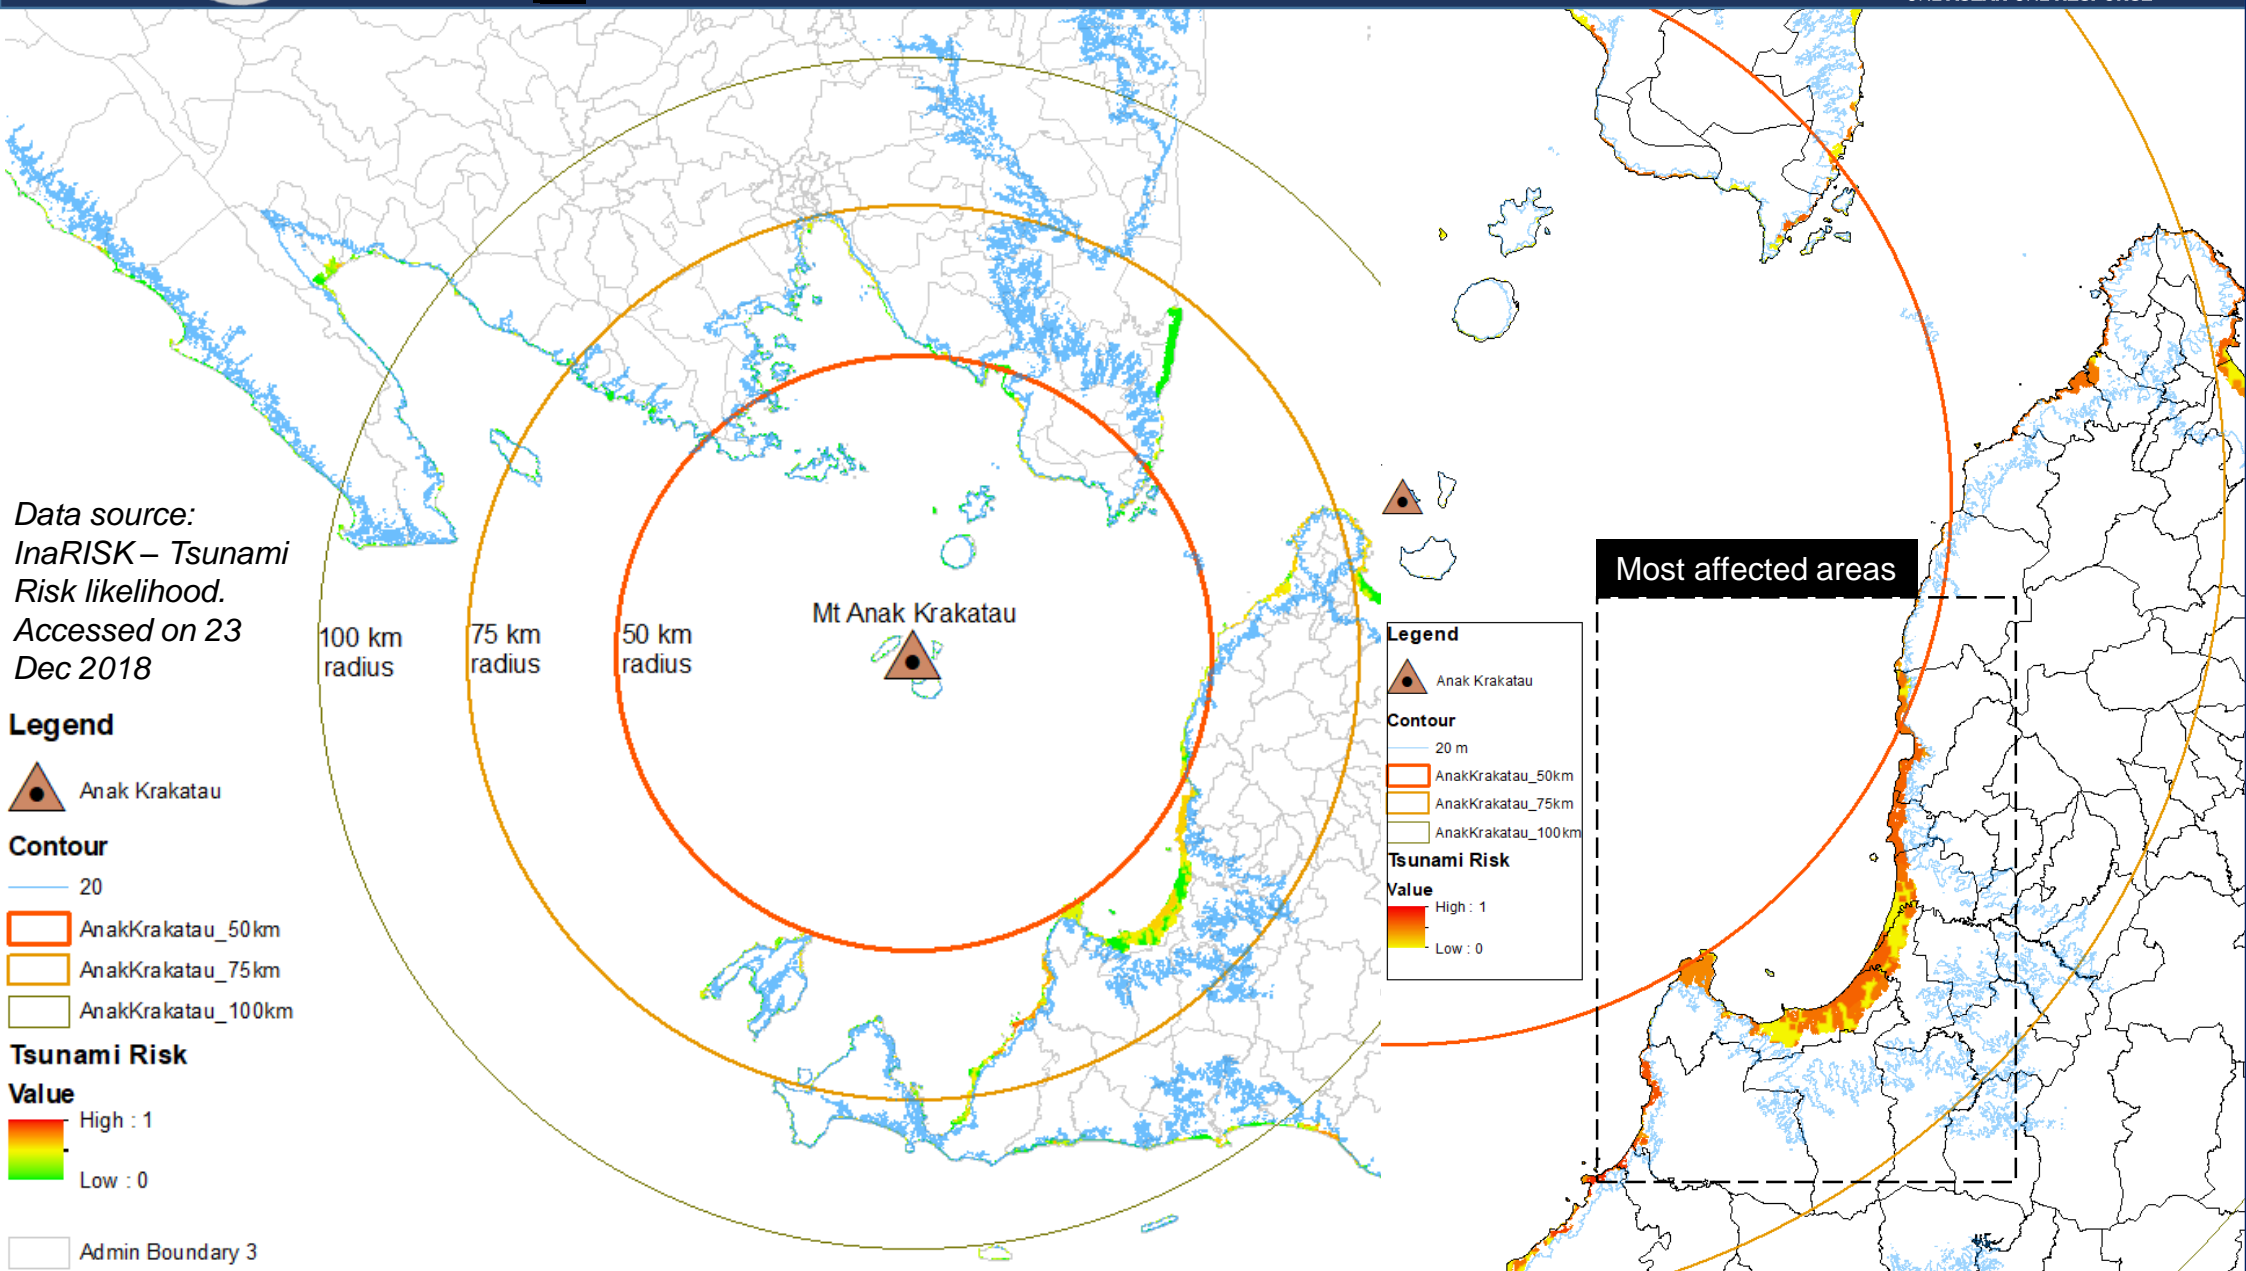 Data source:
InaRISK – Tsunami
Risk likelihood.
Accessed on 23
Dec 2018
Legend
Anak Krakatau
Contour
20
AnakKrakatau_50km
AnakKrakatau_75km
AnakKrakatau_100km
Tsunami Risk
Value
High : 1
Low : 0
Admin Boundary 3
100 km
radius
75 km
radius
50 km
radius
Mt Anak Krakatau
Most affected areas
Legend
Anak Krakatau
Contour
20 m
AnakKrakatau_50km
AnakKrakatau_75km
AnakKrakatau_100km
Tsunami Risk
Value
High : 1
Low : 0